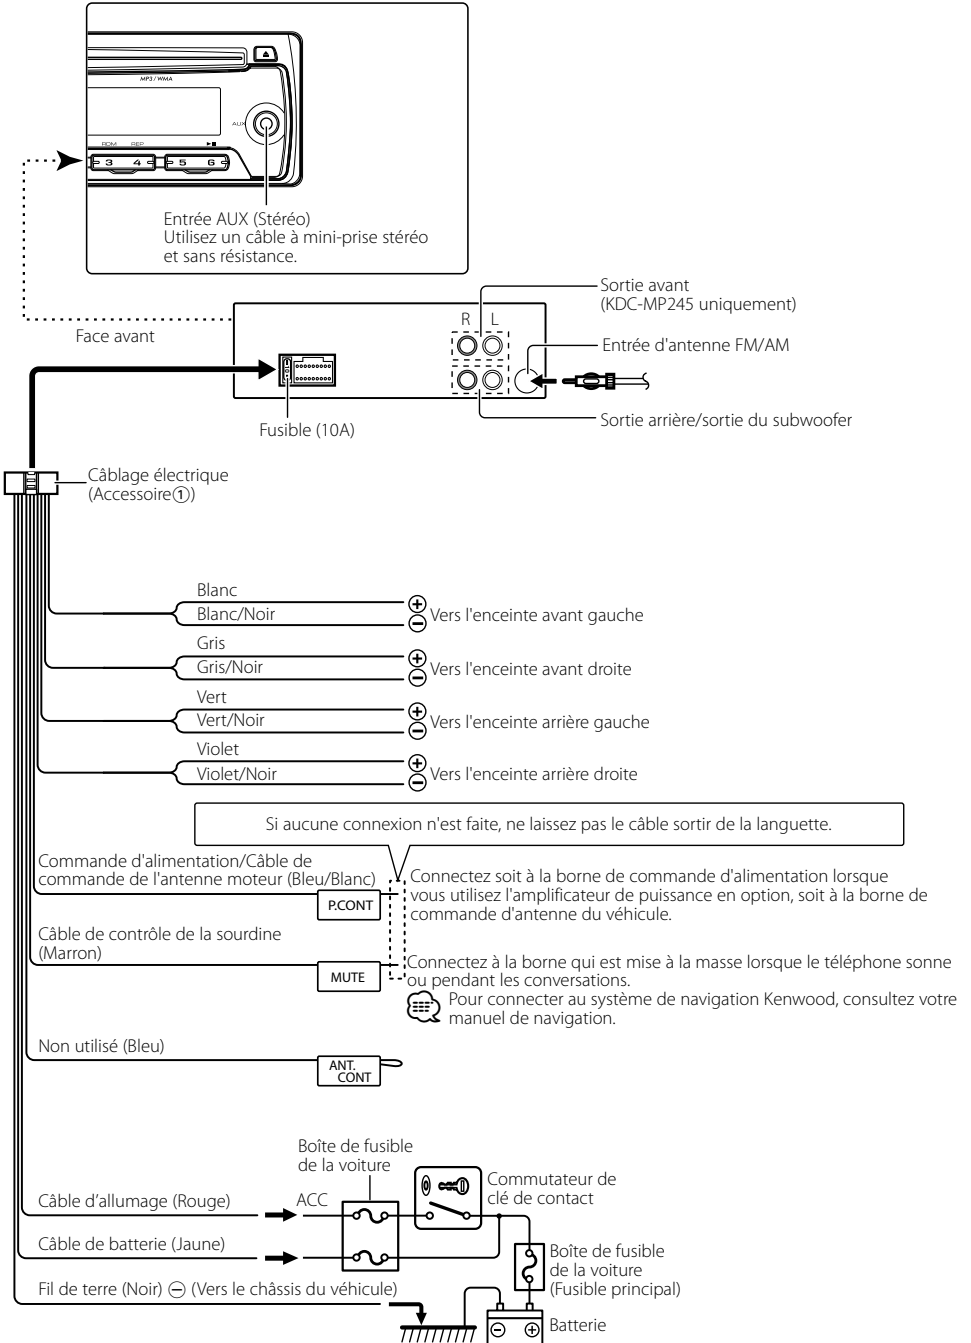 MP3/WMA
AUX
RDM REP
3 4 5 6
Entrée AUX (Stéréo)
Utilisez un câble à mini-prise stéréo
et sans résistance.
Sortie avant
(KDC-MP245 uniquement)
R L
Face avant
Entrée d'antenne FM/AM
Fusible (10A)
Sortie arrière/sortie du subwoofer
Câblage électrique
(Accessoire①)
Blanc
Blanc/Noir
⊕
⊖
Vers l'enceinte avant gauche
Gris
Gris/Noir
⊕
⊖
Vers l'enceinte avant droite
Vert
Vert/Noir
⊕
⊖
Vers l'enceinte arrière gauche
Violet
Violet/Noir
⊕
⊖
Vers l'enceinte arrière droite
Si aucune connexion n'est faite, ne laissez pas le câble sortir de la languette.
Commande d'alimentation/Câble de
commande de l'antenne moteur (Bleu/Blanc)
P.CONT
Connectez soit à la borne de commande d'alimentation lorsque
vous utilisez l'amplificateur de puissance en option, soit à la borne de
commande d'antenne du véhicule.
Câble de contrôle de la sourdine
(Marron)
MUTE
Connectez à la borne qui est mise à la masse lorsque le téléphone sonne
ou pendant les conversations.
Pour connecter au système de navigation Kenwood, consultez votre
manuel de navigation.
Non utilisé (Bleu)
ANT.
CONT
Boîte de fusible
de la voiture
Commutateur de
clé de contact
Câble d’allumage (Rouge)
ACC
Câble de batterie (Jaune)
Boîte de fusible
de la voiture
(Fusible principal)
Fil de terre (Noir) ⊖ (Vers le châssis du véhicule)
⊖ ⊕
Batterie